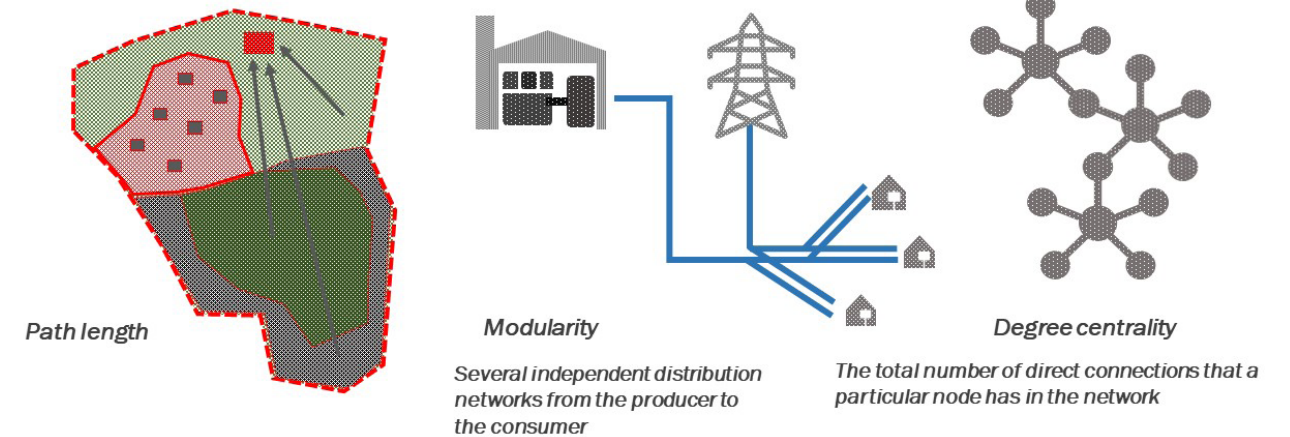 Path length
Modularity
Several independent distribution
networks from the producer to
the consumer
Degree centrality
The total number of direct connections that a
particular node has in the network